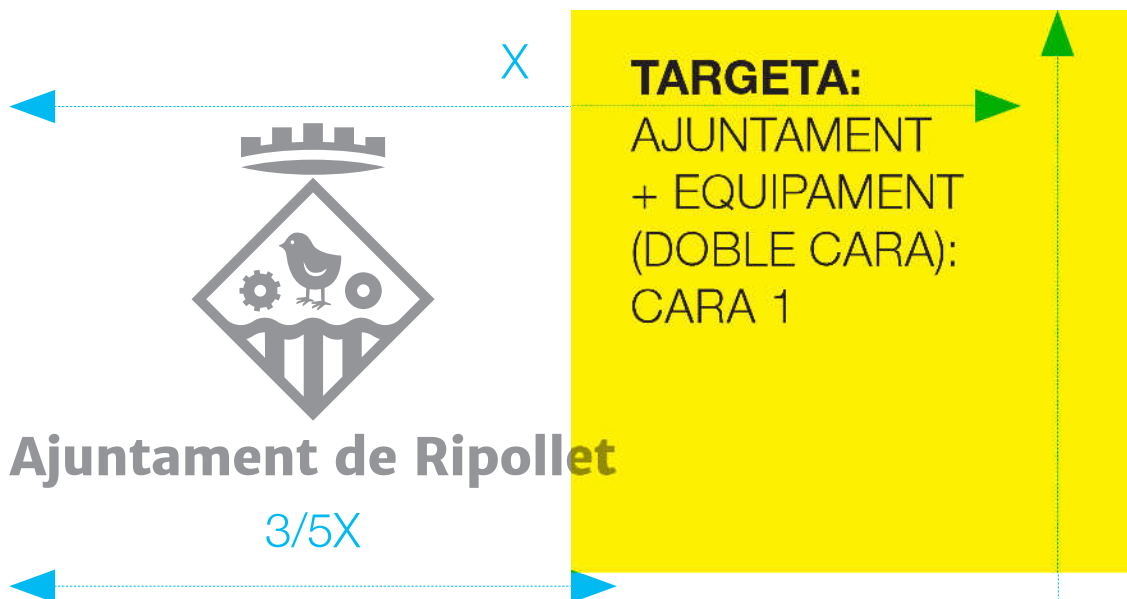 X
TARGETA:
AJUNTAMENT
+ EQUIPAMENT
(DOBLE CARA):
CARA 1
Ajuntament de Ripollet
3/5X